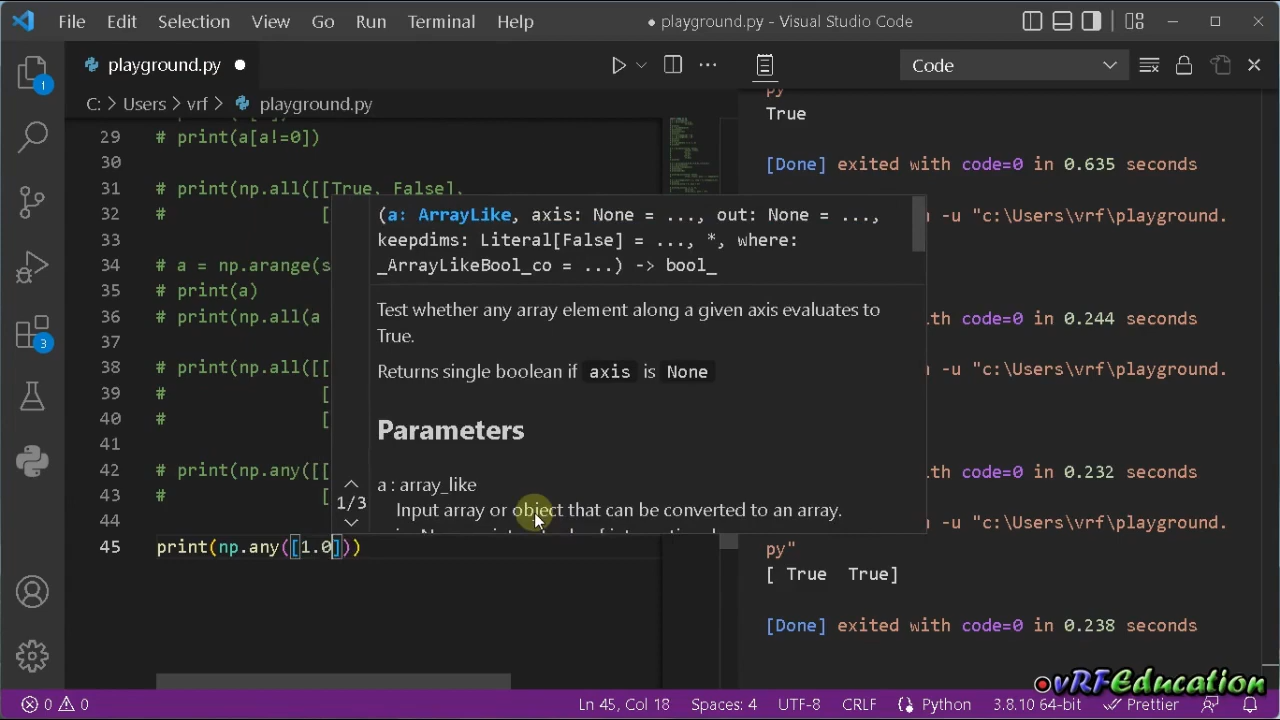 File Edit Selection View Go Run Terminal Help ● playground.py - Visual Studio Code
playground.py
C: > Users > vrf > playground.py
29 # print(a[a!=0])
30
31 # print(np.all([[True, False],
32 # [
33
34 # a = np.arange(s
35 # print(a)
36 # print(np.all(a
37
38 # print(np.all([[
39 # [
40 # [
41
42 # print(np.any([[
43 # [
44
45 print(np.any([1.0]))
(a: ArrayLike, axis: None = ..., out: None = ...,
keepdims: Literal[False] = ..., *, where:
_ArrayLikeBool_co = ...) -> bool_
Test whether any array element along a given axis evaluates to
True.
Returns single boolean if axis is None
Parameters
a : array_like
Input array or object that can be converted to an array.
1/3
Code
py
True
[Done] exited with code=0 in 0.635 seconds
-u "c:\Users\vrf\playground.
code=0 in 0.244 seconds
-u "c:\Users\vrf\playground.
code=0 in 0.232 seconds
-u "c:\Users\vrf\playground.
py"
[ True  True]
[Done] exited with code=0 in 0.238 seconds
1
3
vRFEducation
0 0 Ln 45, Col 18 Spaces: 4 UTF-8 CRLF Python 3.8.10 64-bit Prettier